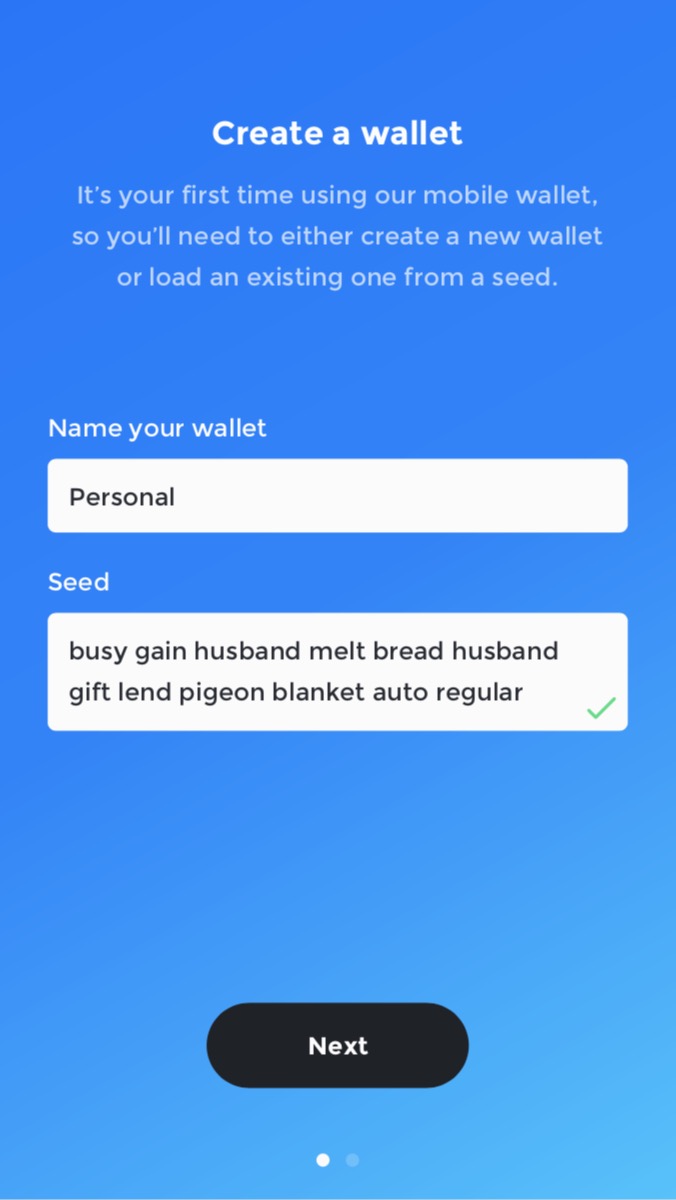 Create a wallet
It’s your first time using our mobile wallet,
so you’ll need to either create a new wallet
or load an existing one from a seed.
Name your wallet
Personal
Seed
busy gain husband melt bread husband
gift lend pigeon blanket auto regular
Next